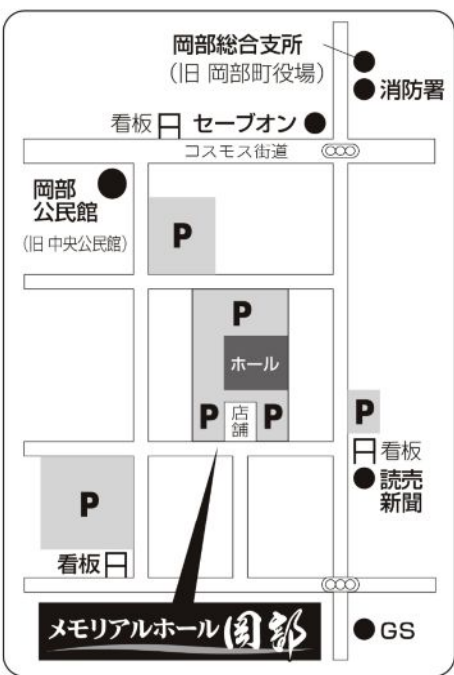 岡部総合支所
(旧 岡部町役場)
消防署
看板
セーブオン
コスモス街道
岡部
公民館
(旧 中央公民館)
P
P
ホール
P
店
舗
P
P
看板
読売
新聞
P
看板
メモリアルホール 岡部
GS